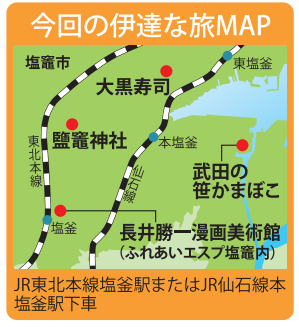 今回の伊達な旅MAP
塩竈市
東塩釜
大黒寿司
鹽竈神社
東北本線
本塩釜
仙石線
武田の
笹かまぼこ
塩釜
長井勝一漫画美術館
(ふれあいエスプ塩竈内)
JR東北本線塩釜駅またはJR仙石線本
塩釜駅下車